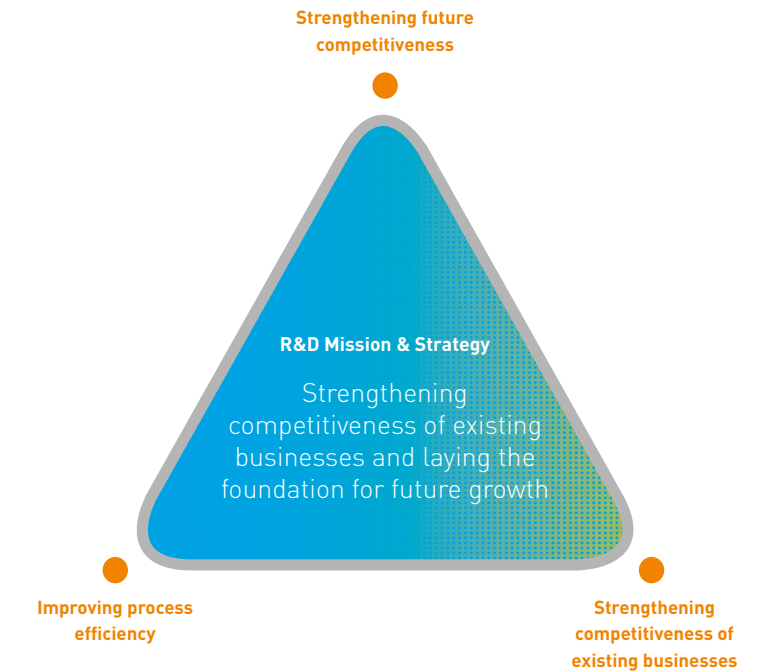 Strengthening future
competitiveness
R&D Mission & Strategy
Strengthening
competitiveness of existing
businesses and laying the
foundation for future growth
Improving process
efficiency
Strengthening
competitiveness of
existing businesses